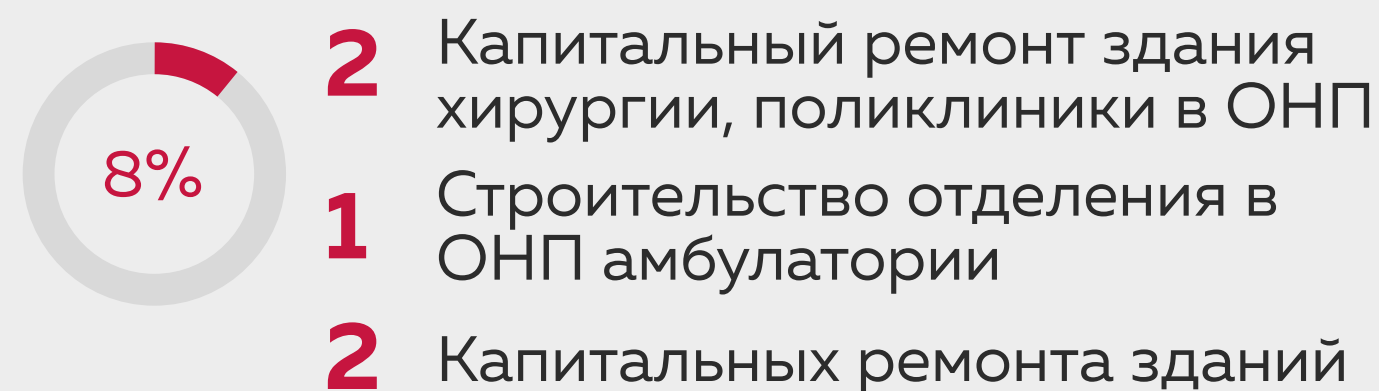 8%
2 Капитальный ремонт здания
хирургии, поликлиники в ОНП
1 Строительство отделения в
ОНП амбулатории
2 Капитальных ремонта зданий